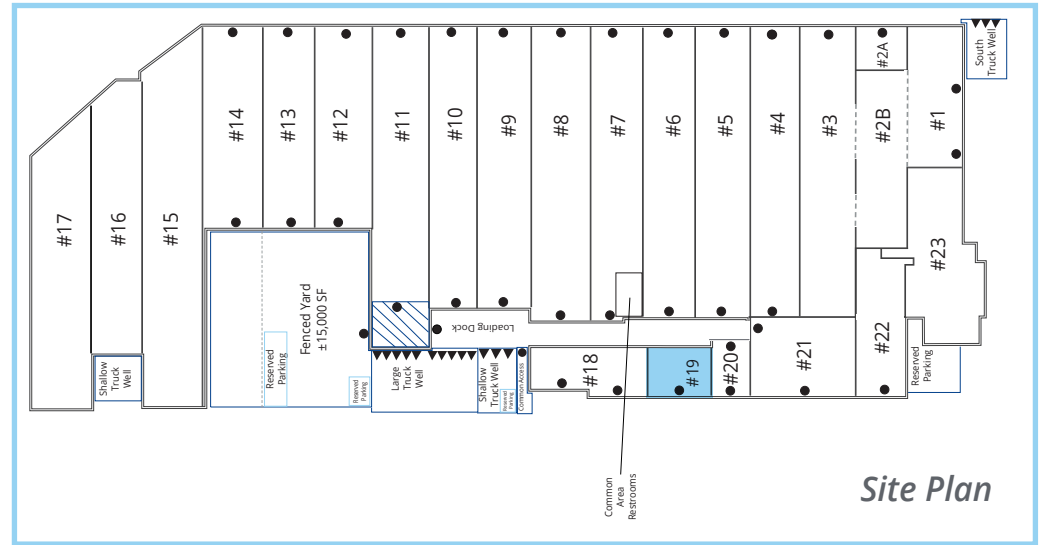 #17
#16
#15
#14
#13
#12
#11
#10
#9
#8
#7
#6
#5
#4
#3
#2A
#2B
#1
South
Truck Well
#23
#22
#21
#20
#19
#18
Loading Dock
Fenced Yard
±15,000 SF
Reserved
Parking
Reserved
Parking
Shallow
Truck
Well
Large
Truck
Well
Shallow
Truck Well
Reserved
Parking
Common Access
Reserved
Parking
Common
Area
Restrooms
Site Plan